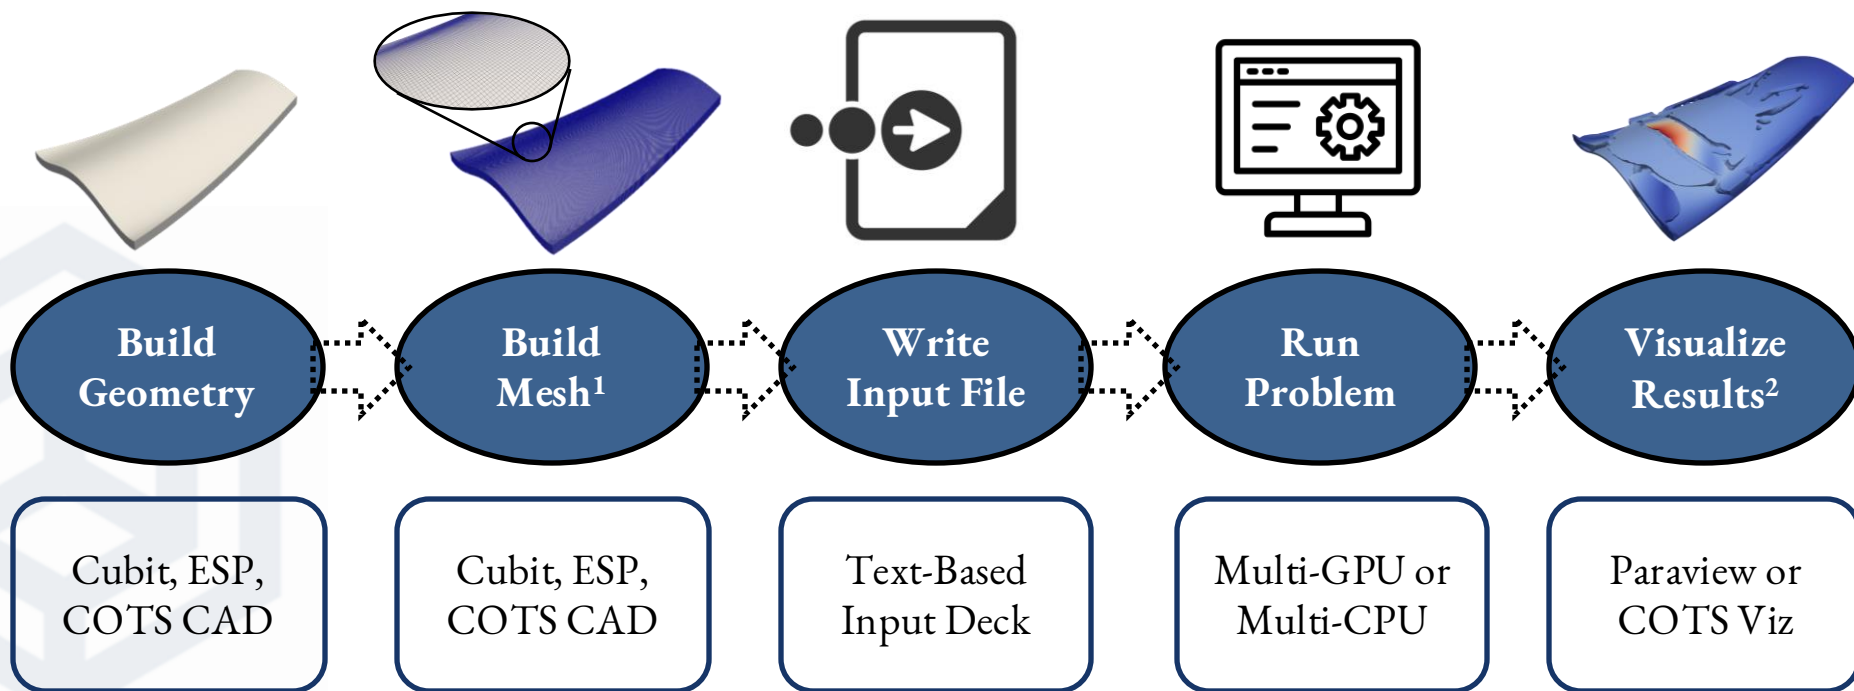 Build
Geometry
Build
Mesh¹
Write
Input File
Run
Problem
Visualize
Results²
Cubit, ESP,
COTS CAD
Cubit, ESP,
COTS CAD
Text-Based
Input Deck
Multi-GPU or
Multi-CPU
Paraview or
COTS Viz